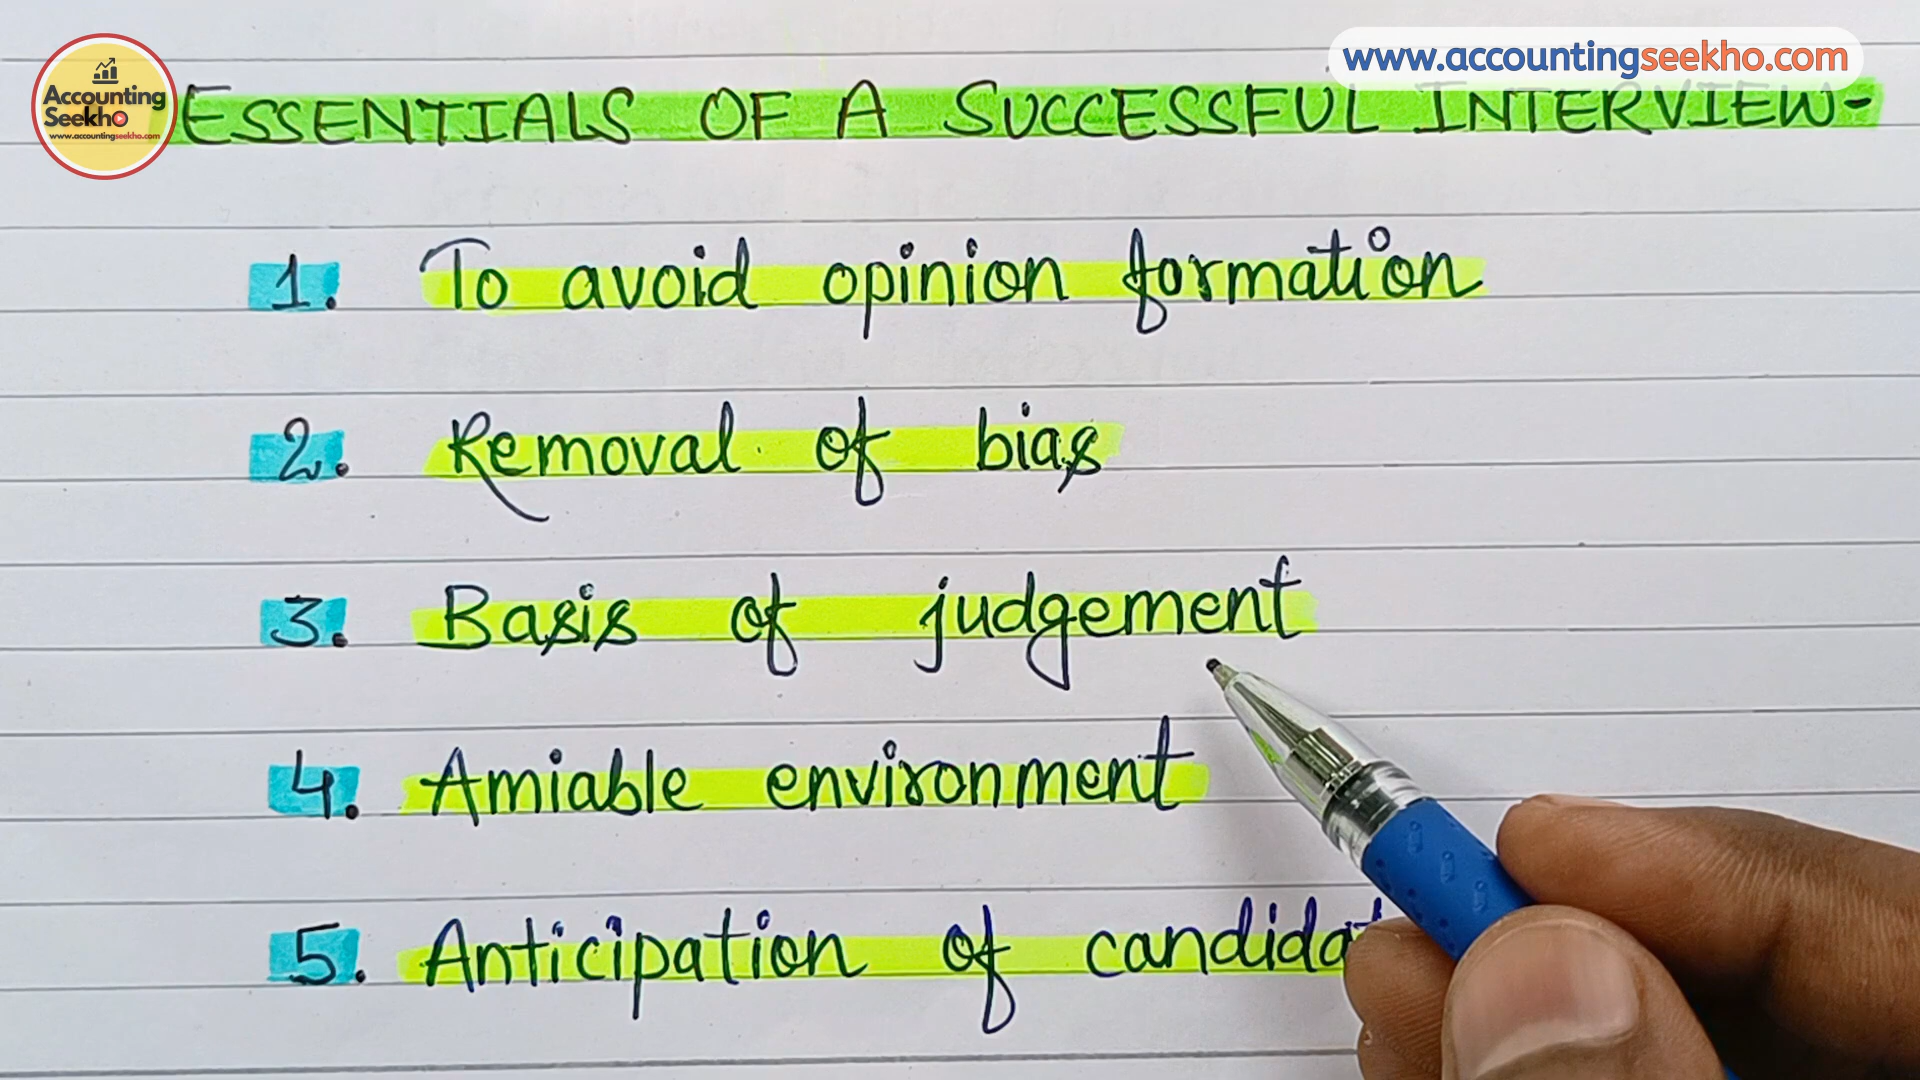 www.accountingseekho.com
Accounting
Seekho
www.accountingseekho.com
ESSENTIALS OF A SUCCESSFUL INTERVIEW-
1. To avoid opinion formation
2. Removal of bias
3. Basis of judgement
4. Amiable environment
5. Anticipation of